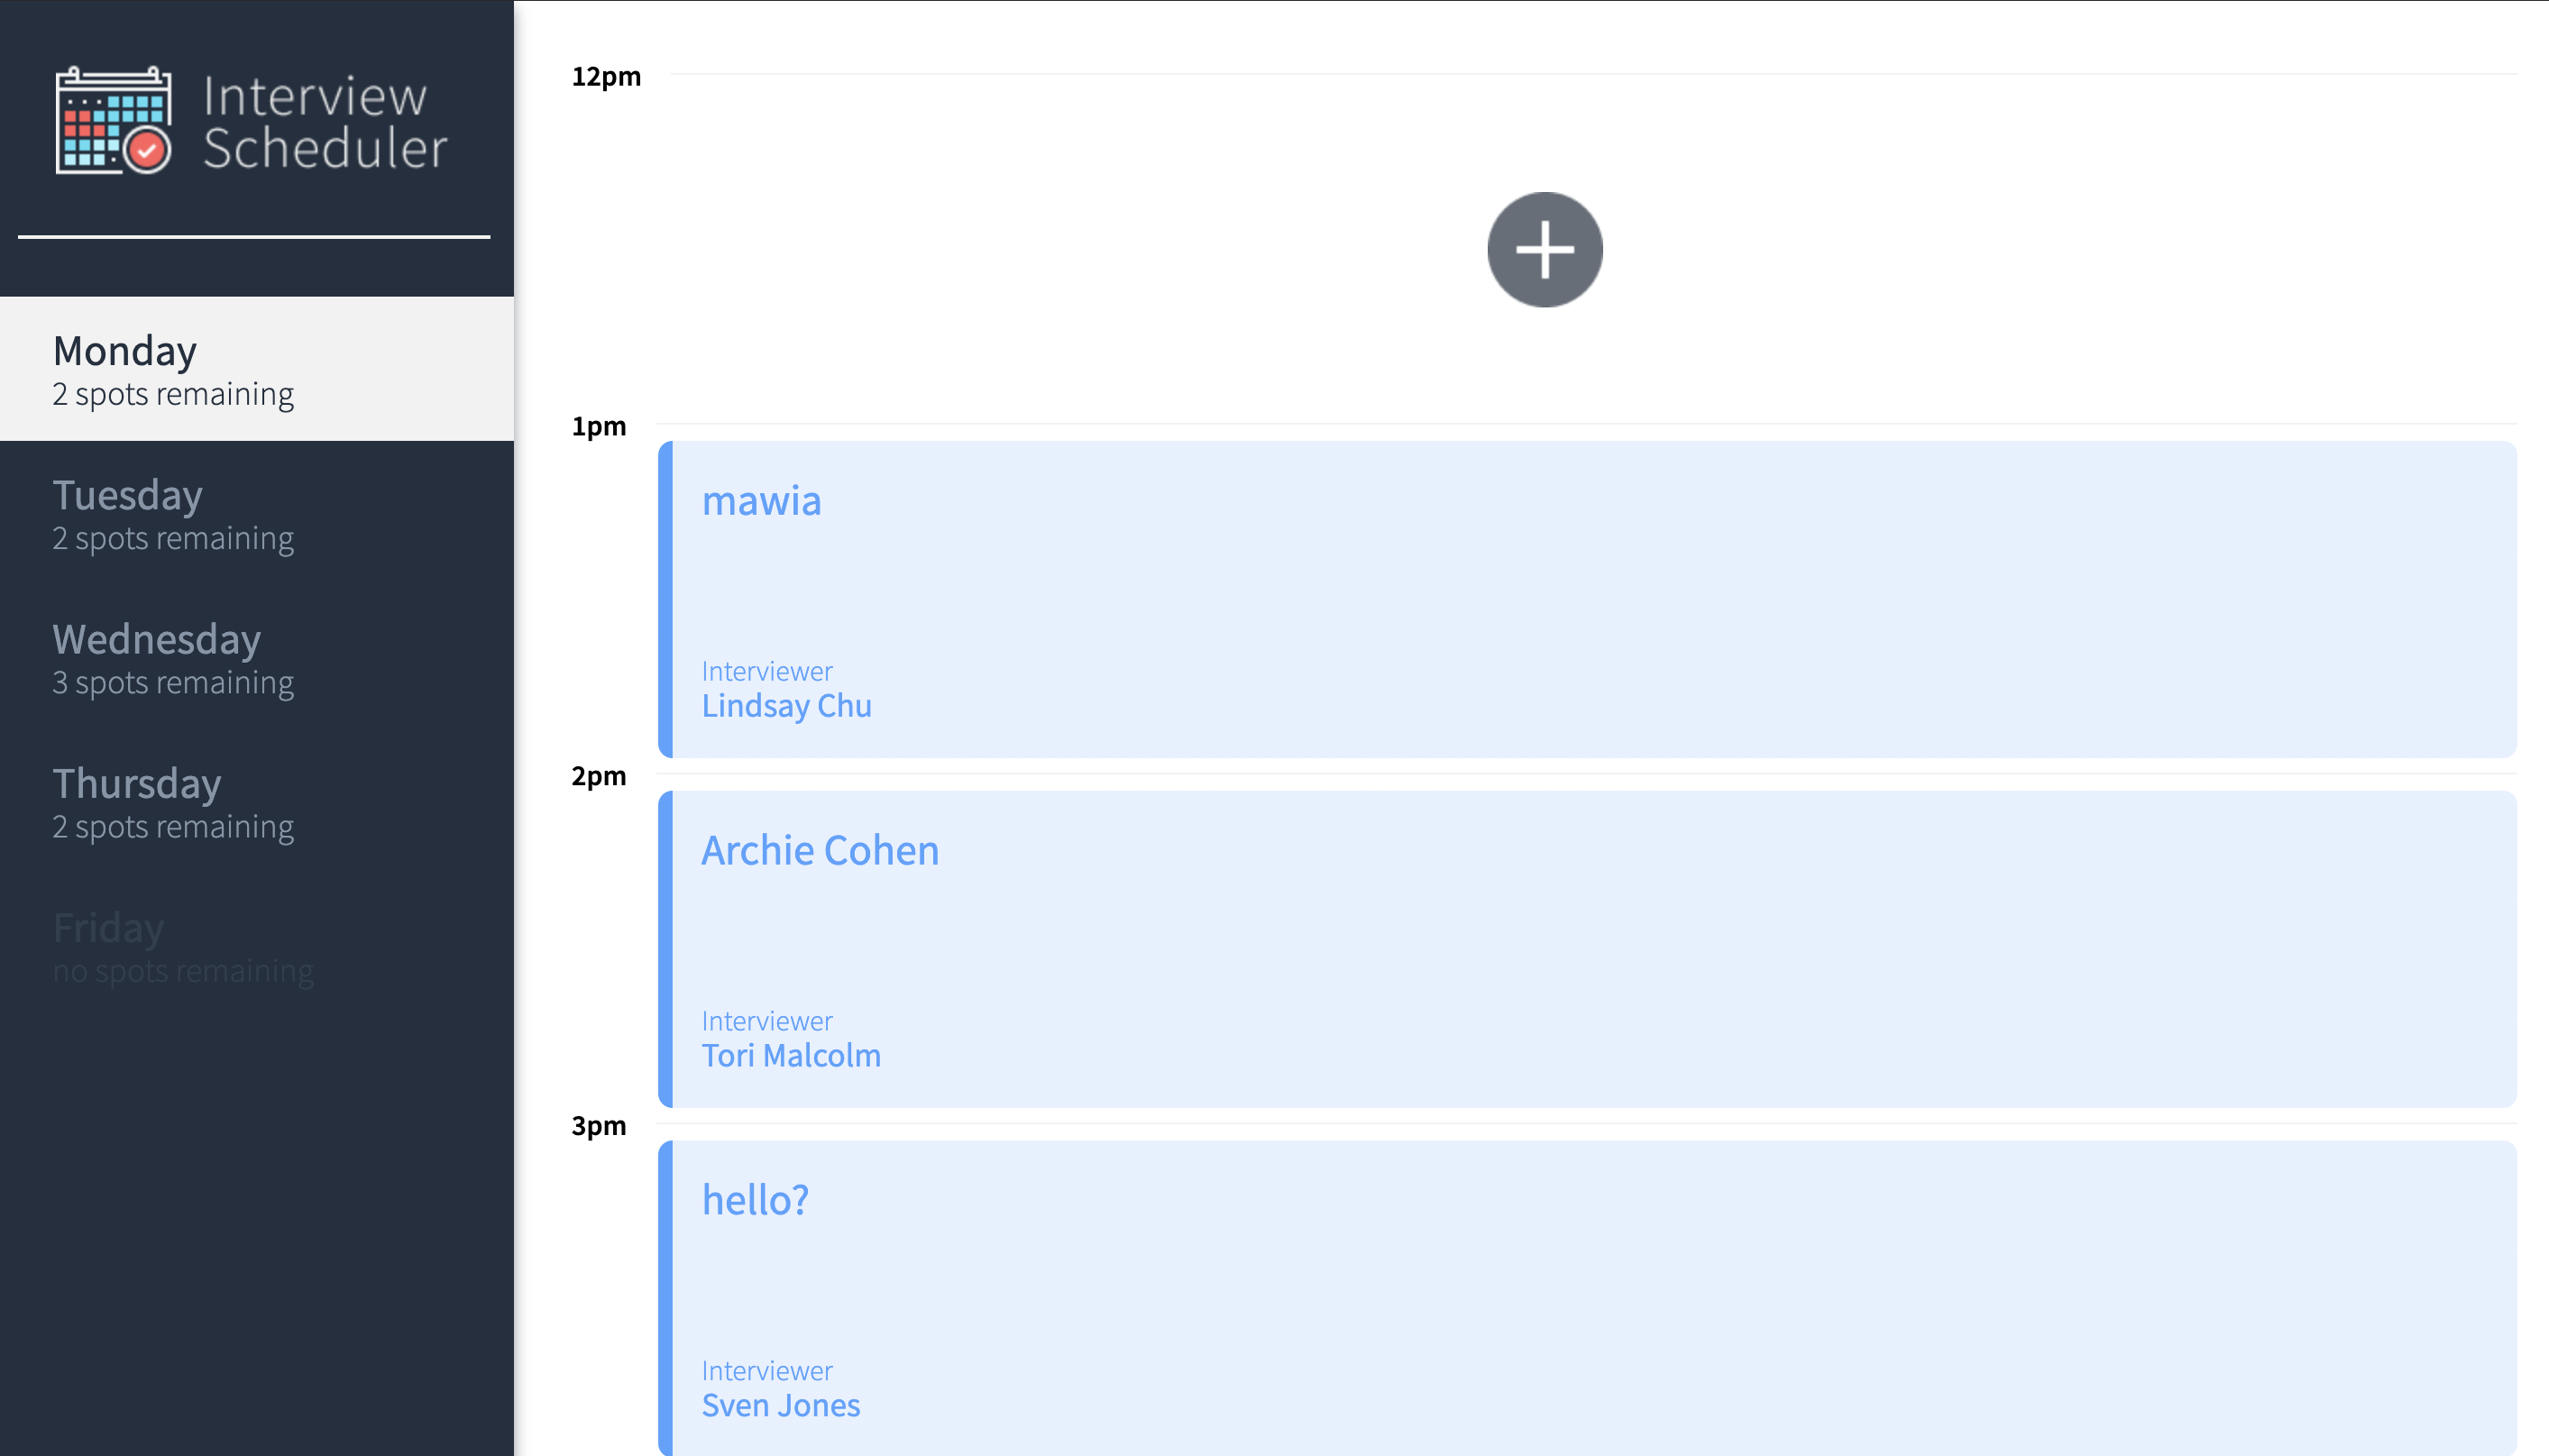 Interview
Scheduler
Monday
2 spots remaining
Tuesday
2 spots remaining
Wednesday
3 spots remaining
Thursday
2 spots remaining
Friday
no spots remaining
12pm
1pm
mawia
Interviewer
Lindsay Chu
2pm
Archie Cohen
Interviewer
Tori Malcolm
3pm
hello?
Interviewer
Sven Jones